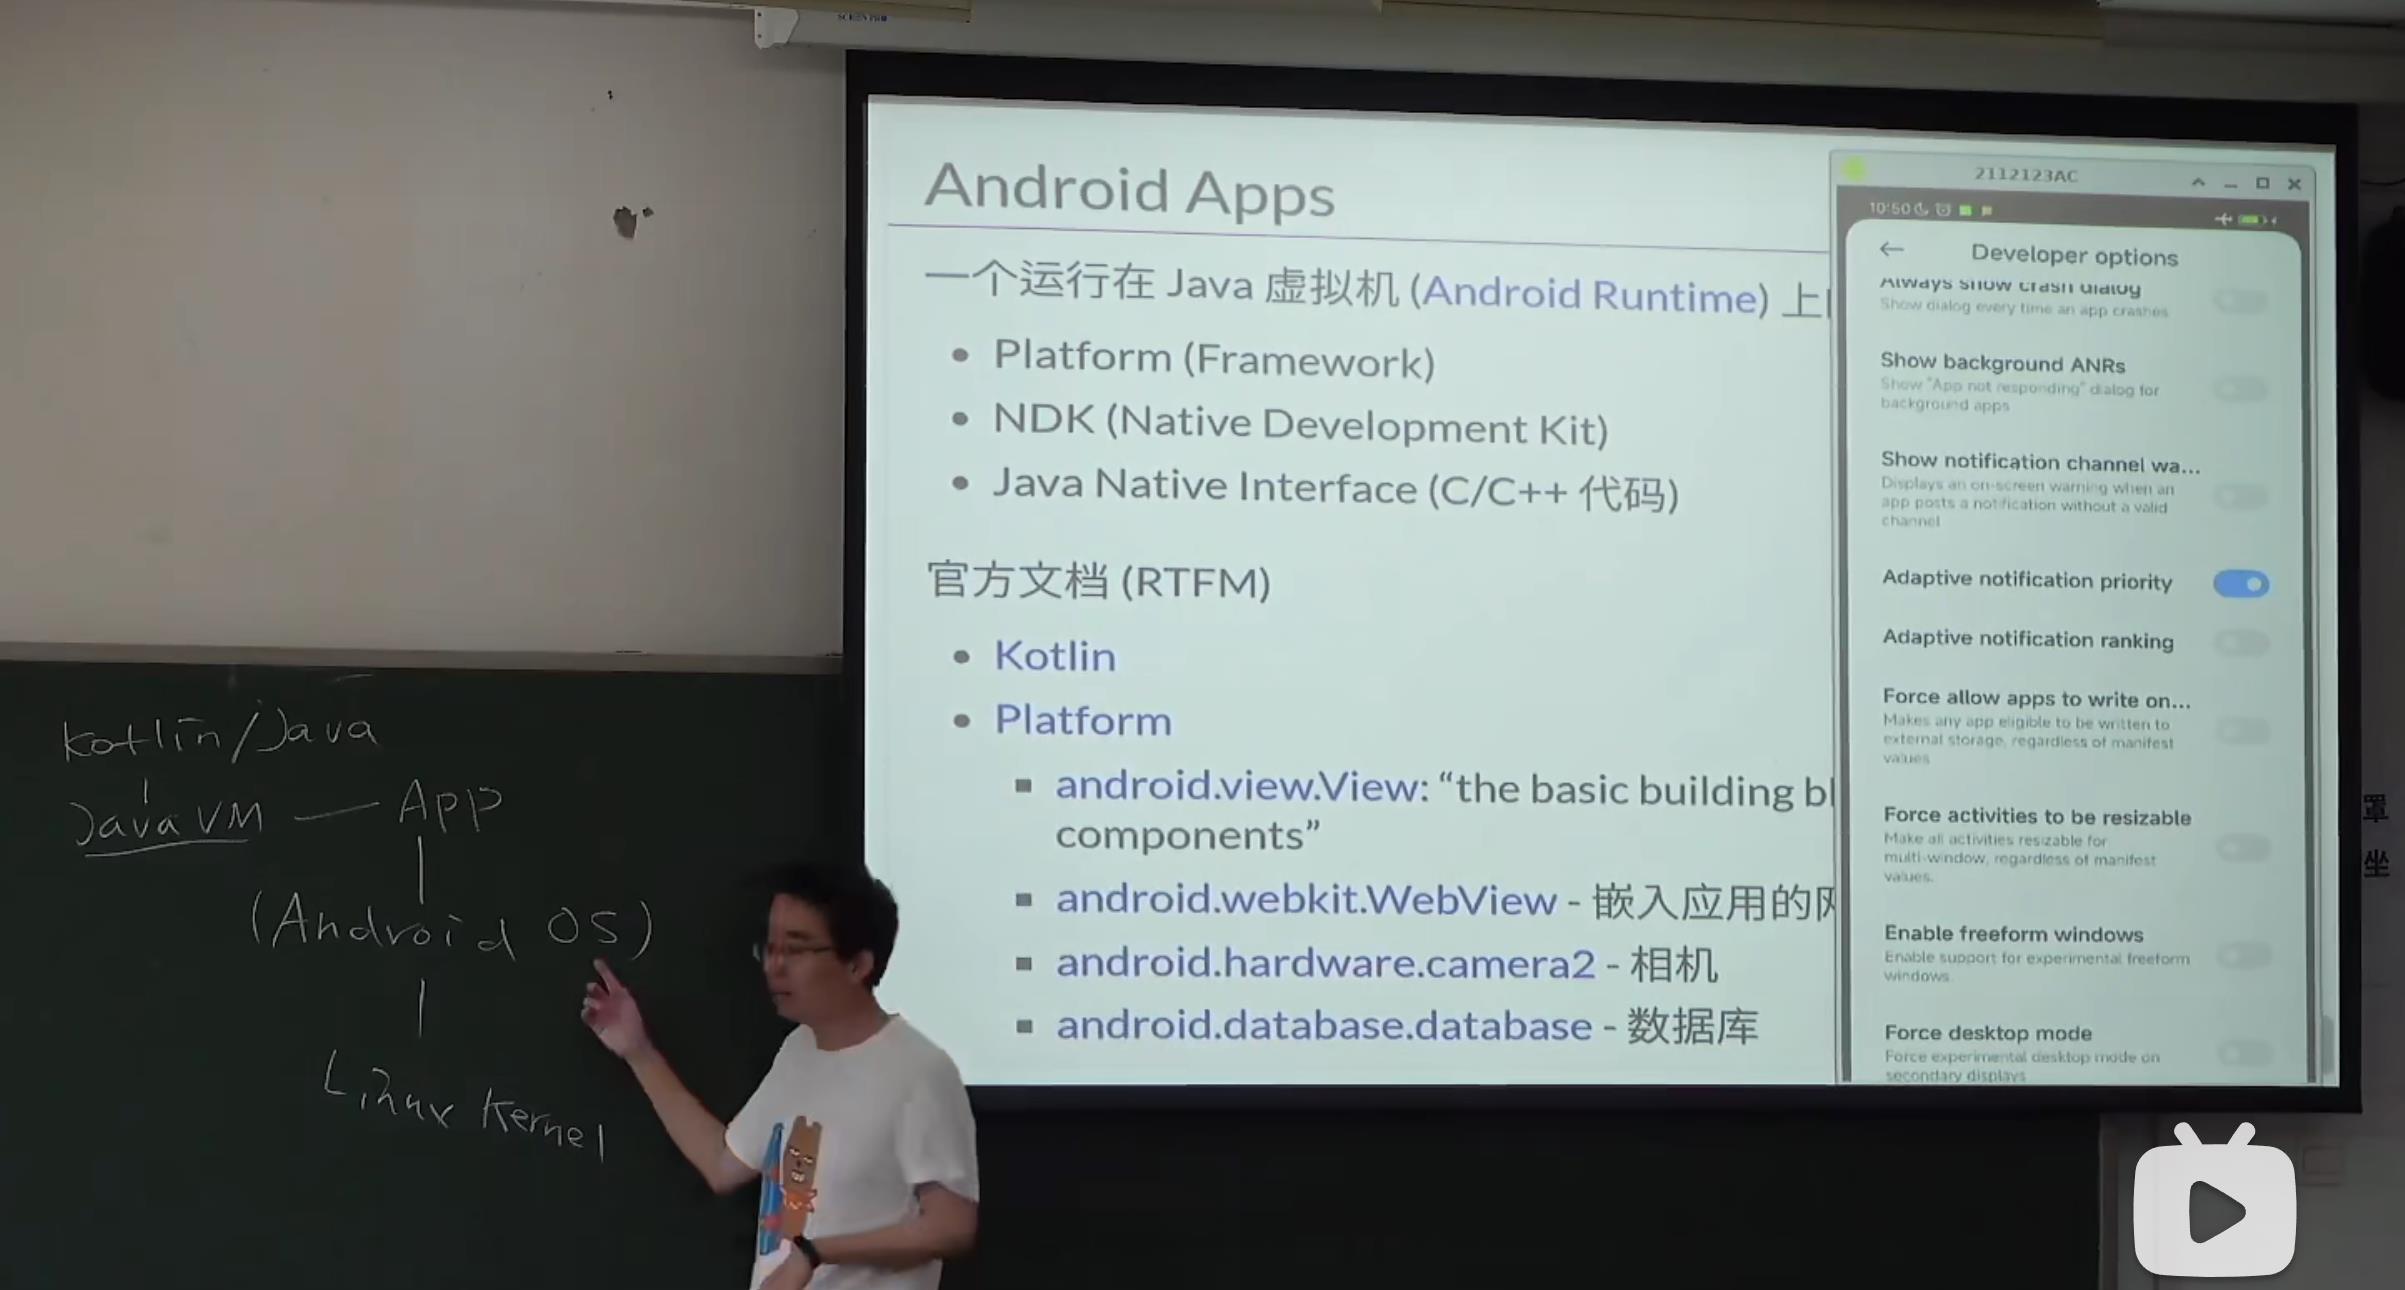 Android Apps
一个运行在 Java 虚拟机 (Android Runtime) 上
• Platform (Framework)
• NDK (Native Development Kit)
• Java Native Interface (C/C++ 代码)
官方文档 (RTFM)
• Kotlin
• Platform
▪ android.view.View: “the basic building bl
components”
▪ android.webkit.WebView - 嵌入应用的
▪ android.hardware.camera2 - 相机
▪ android.database.database - 数据库
2112123AC
10:50
Developer options
Always show crash dialog
Show dialog every time an app crashes
Show background ANRs
Show "App not responding" dialog for
background apps
Show notification channel wa...
Displays an on-screen warning when an
app posts a notification without a valid
channel
Adaptive notification priority
Adaptive notification ranking
Force allow apps to write on...
Makes any app eligible to be written to
external storage, regardless of manifest
values
Force activities to be resizable
Make all activities resizable for
multi-window, regardless of manifest
values.
Enable freeform windows
Enable support for experimental freeform
windows.
Force desktop mode
Force experimental desktop mode on
secondary displays
Kotlin/Java
Java VM — App
(Android OS)
Linux Kernel
罩
坐